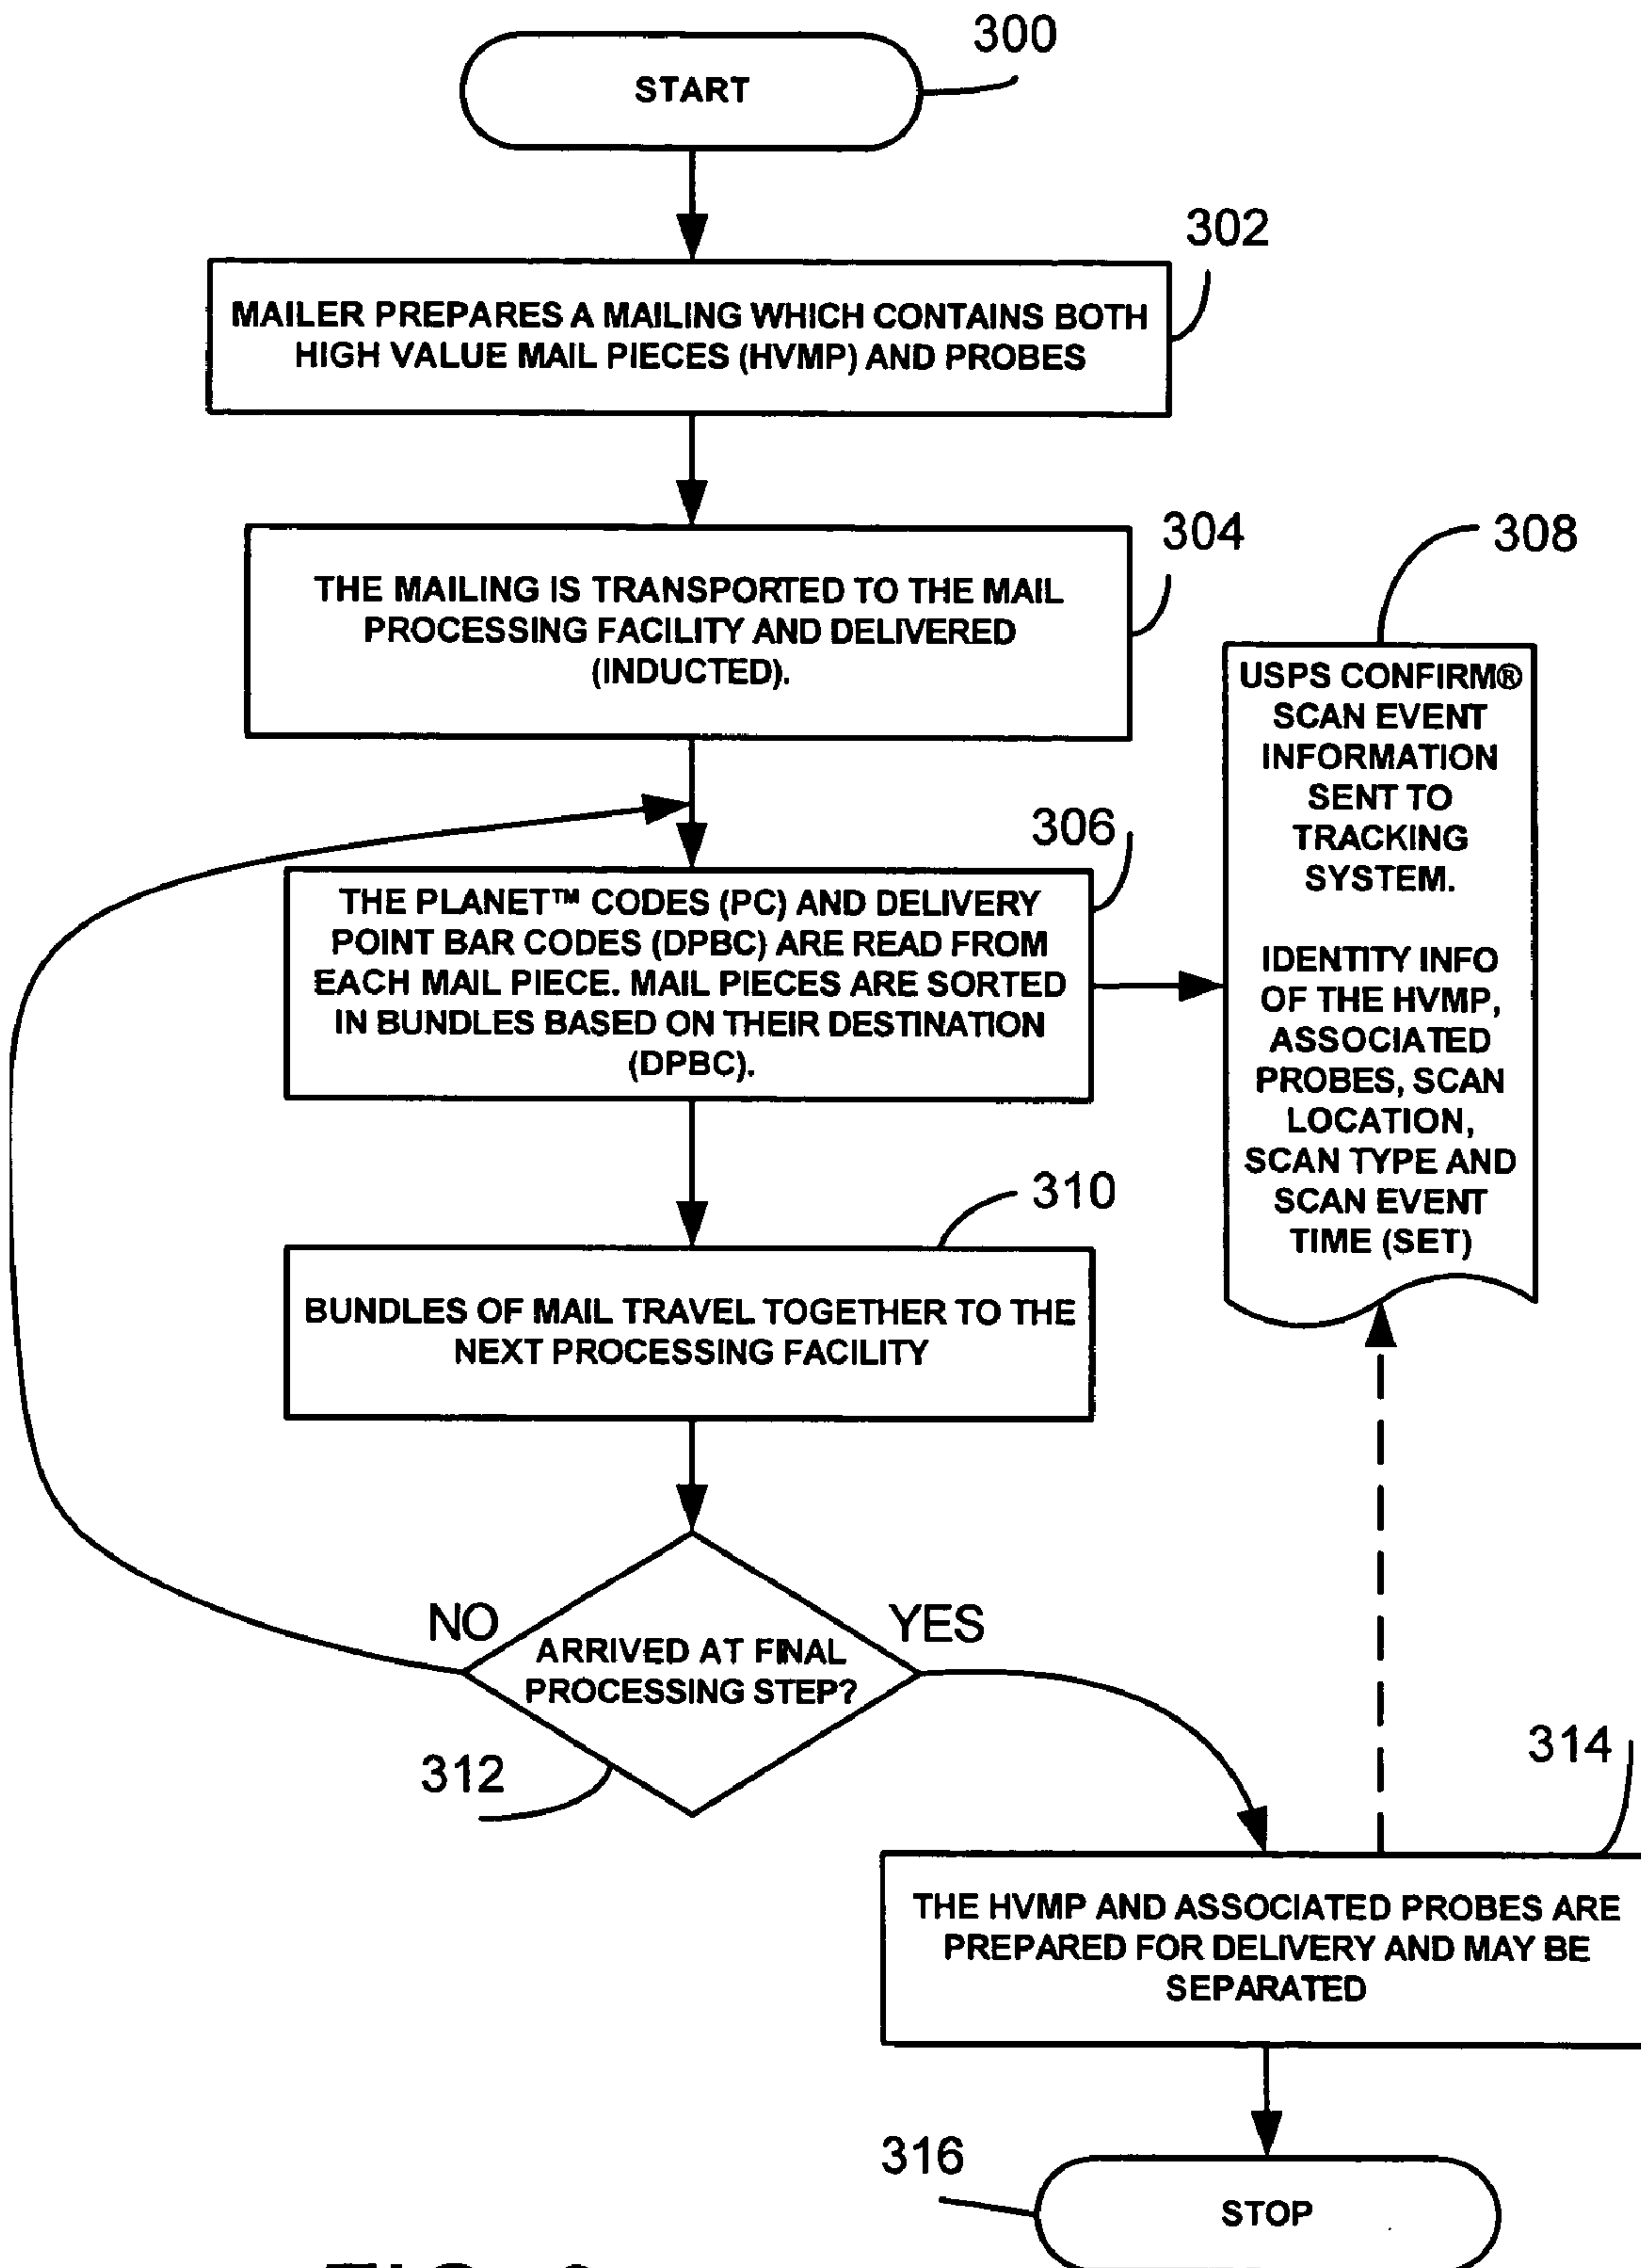 300
START
302
MAILER PREPARES A MAILING WHICH CONTAINS BOTH
HIGH VALUE MAIL PIECES (HVMP) AND PROBES
304
THE MAILING IS TRANSPORTED TO THE MAIL
PROCESSING FACILITY AND DELIVERED
(INDUCTED).
308
USPS CONFIRM®
SCAN EVENT
INFORMATION
SENT TO
TRACKING
SYSTEM.
IDENTITY INFO
OF THE HVMP,
ASSOCIATED
PROBES, SCAN
LOCATION,
SCAN TYPE AND
SCAN EVENT
TIME (SET)
306
THE PLANET™ CODES (PC) AND DELIVERY
POINT BAR CODES (DPBC) ARE READ FROM
EACH MAIL PIECE. MAIL PIECES ARE SORTED
IN BUNDLES BASED ON THEIR DESTINATION
(DPBC).
310
BUNDLES OF MAIL TRAVEL TOGETHER TO THE
NEXT PROCESSING FACILITY
NO
YES
ARRIVED AT FINAL
PROCESSING STEP?
312
314
THE HVMP AND ASSOCIATED PROBES ARE
PREPARED FOR DELIVERY AND MAY BE
SEPARATED
316
STOP